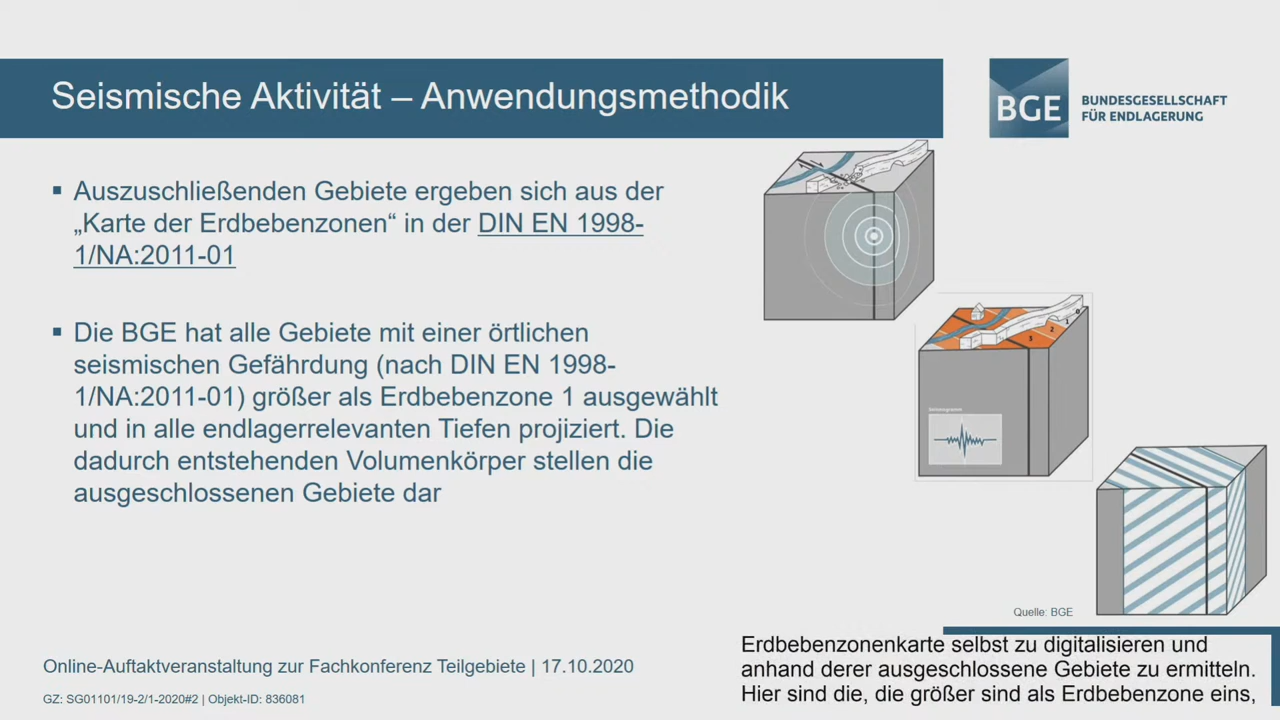 Seismische Aktivität – Anwendungsmethodik
BGE
BUNDESGESELLSCHAFT
FÜR ENDLAGERUNG
▪ Auszuschließenden Gebiete ergeben sich aus der
„Karte der Erdbebenzonen“ in der DIN EN 1998-
1/NA:2011-01
▪ Die BGE hat alle Gebiete mit einer örtlichen
seismischen Gefährdung (nach DIN EN 1998-
1/NA:2011-01) größer als Erdbebenzone 1 ausgewählt
und in alle endlagerrelevanten Tiefen projiziert. Die
dadurch entstehenden Volumenkörper stellen die
ausgeschlossenen Gebiete dar
0
1
2
3
Seismogramm
Quelle: BGE
Online-Auftaktveranstaltung zur Fachkonferenz Teilgebiete | 17.10.2020
GZ: SG01101/19-2/1-2020#2 | Objekt-ID: 836081
Erdbebenzonenkarte selbst zu digitalisieren und
anhand derer ausgeschlossene Gebiete zu ermitteln.
Hier sind die, die größer sind als Erdbebenzone eins,